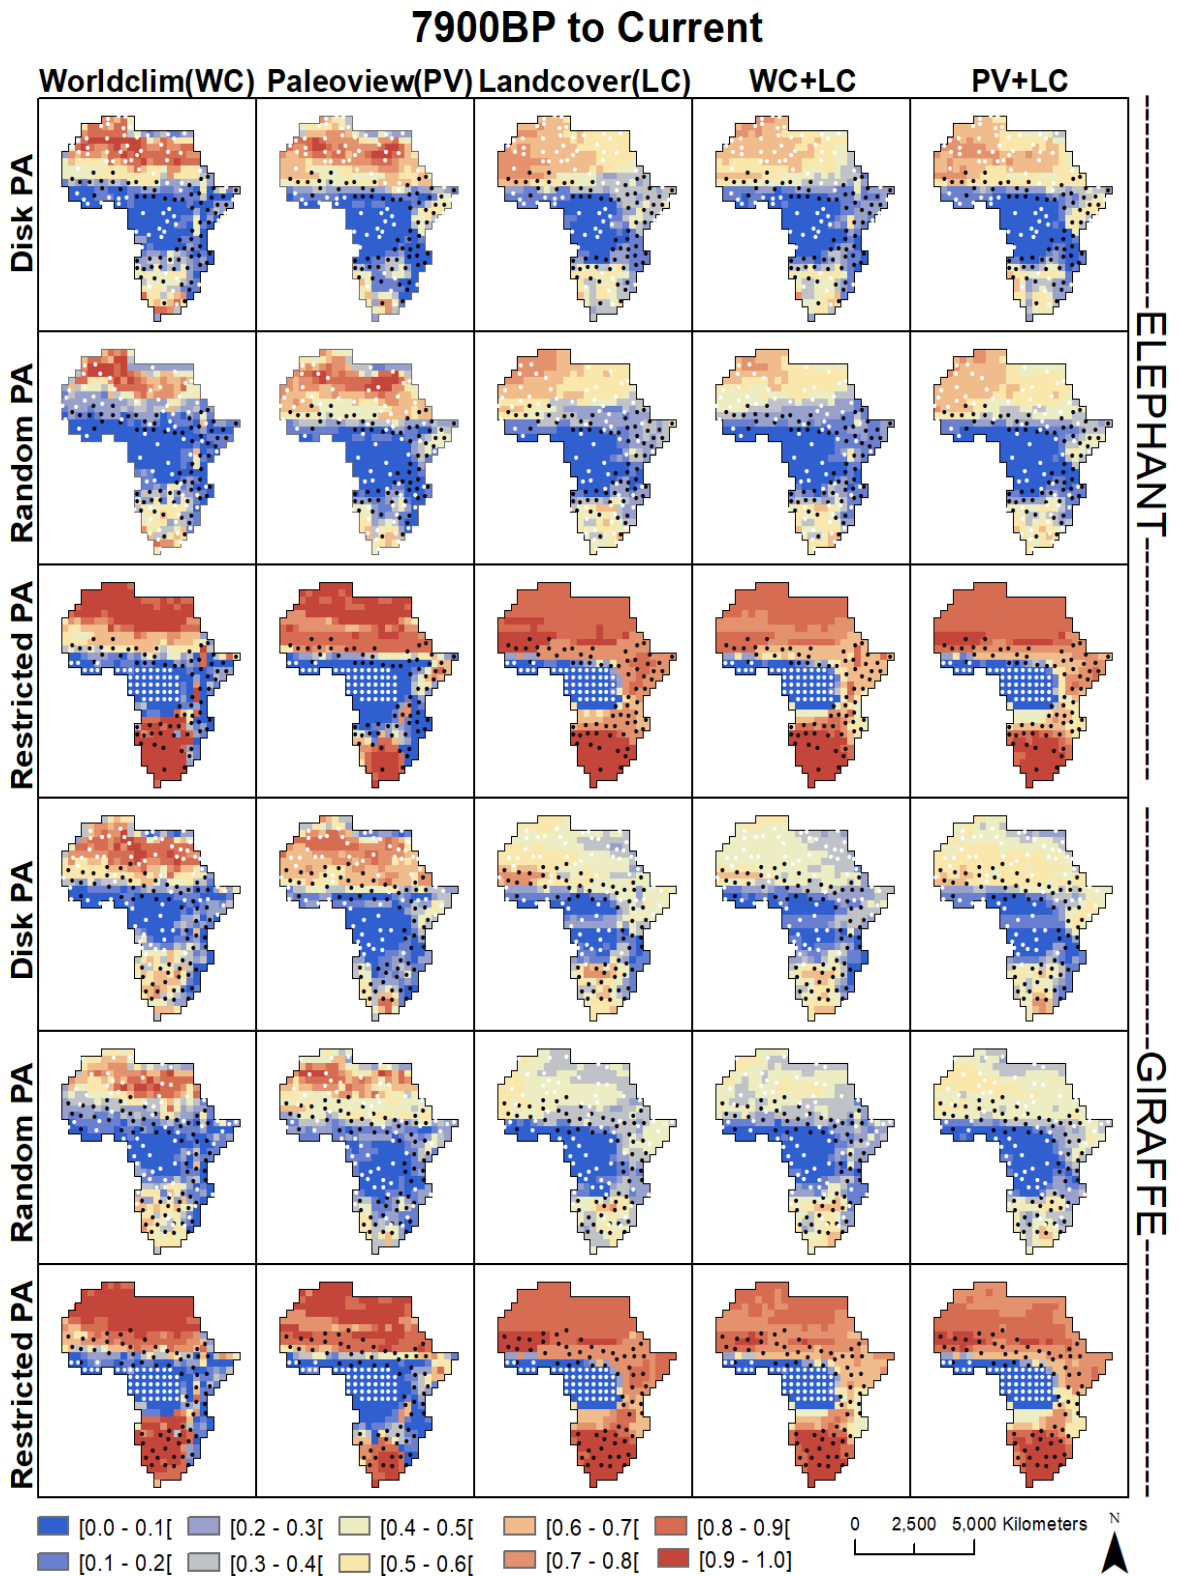 7900BP to Current
Worldclim(WC) Paleoview(PV) Landcover(LC) WC+LC PV+LC
Disk PA
Random PA
Restricted PA
ELEPHANT
Disk PA
Random PA
Restricted PA
GIRAFFE
[0.0 - 0.1[ [0.2 - 0.3[ [0.4 - 0.5[ [0.6 - 0.7[ [0.8 - 0.9[
[0.1 - 0.2[ [0.3 - 0.4[ [0.5 - 0.6[ [0.7 - 0.8[ [0.9 - 1.0]
0 2,500 5,000 Kilometers
N